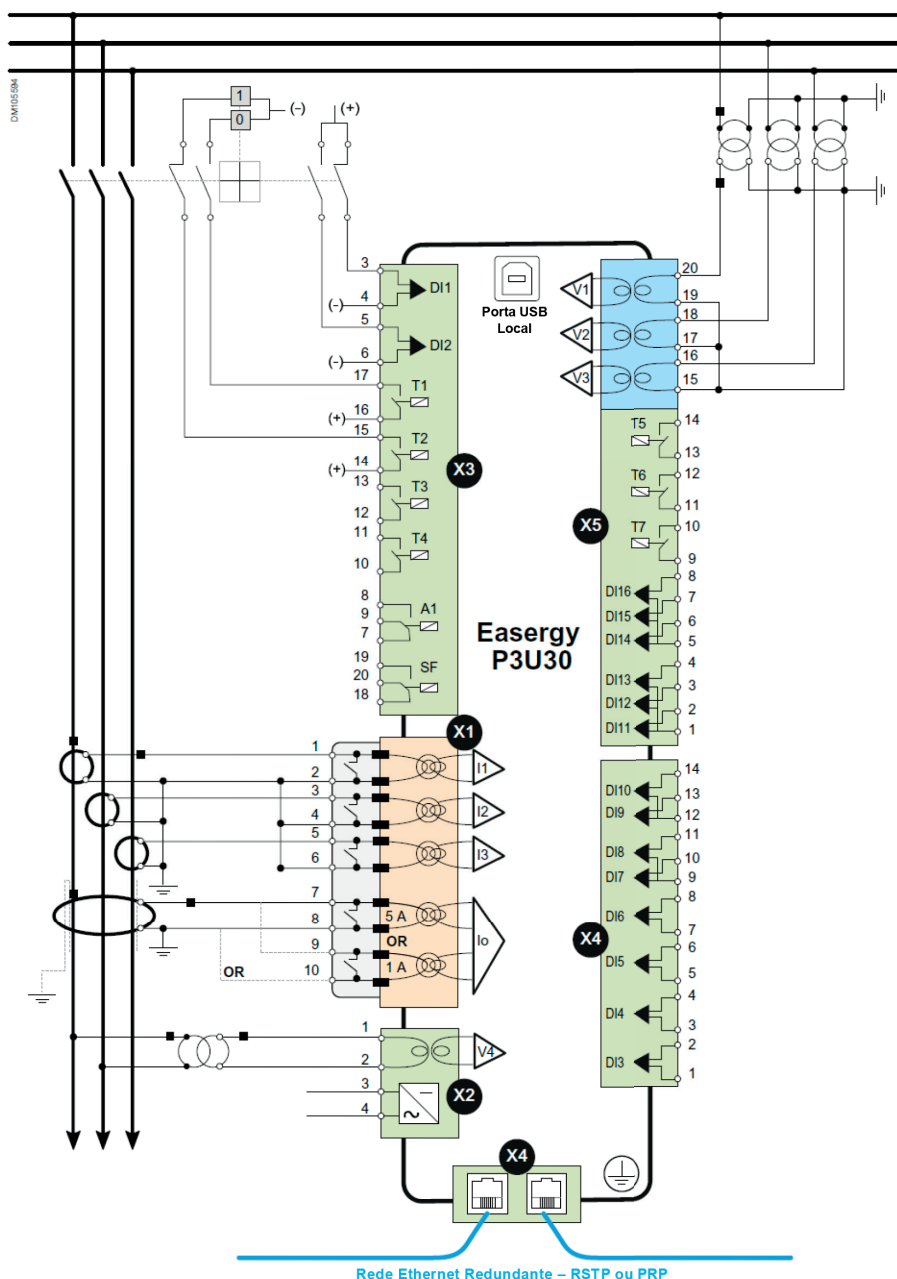 DM105594
1
0
(-)
(+)
3
DI1
4
(-)
5
DI2
6
(-)
17
T1
16
(+)
15
T2
14
(+)
13
T3
12
11
T4
10
8
A1
9
7
19
SF
20
18
X3
Porta USB
Local
V1
V2
V3
20
19
18
17
16
15
T5
14
13
T6
12
11
T7
10
9
X5
8
DI16
7
DI15
6
DI14
5
4
DI13
3
DI12
2
DI11
1
Easergy
P3U30
X1
1
I1
2
3
I2
4
5
I3
6
7
5 A
8
OR
Io
9
1 A
10
OR
14
DI10
13
DI9
12
11
DI8
10
DI7
9
8
DI6
7
X4
6
DI5
5
4
DI4
3
2
DI3
1
1
V4
2
3
X2
4
X4
Rede Ethernet Redundante – RSTP ou PRP